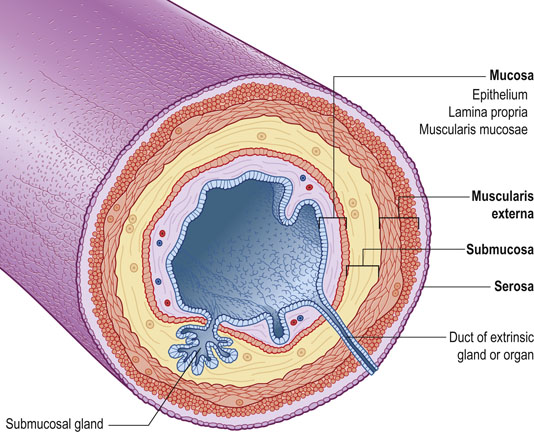 Mucosa
Epithelium
Lamina propria
Muscularis mucosae
Muscularis
externa
Submucosa
Serosa
Duct of extrinsic
gland or organ
Submucosal gland